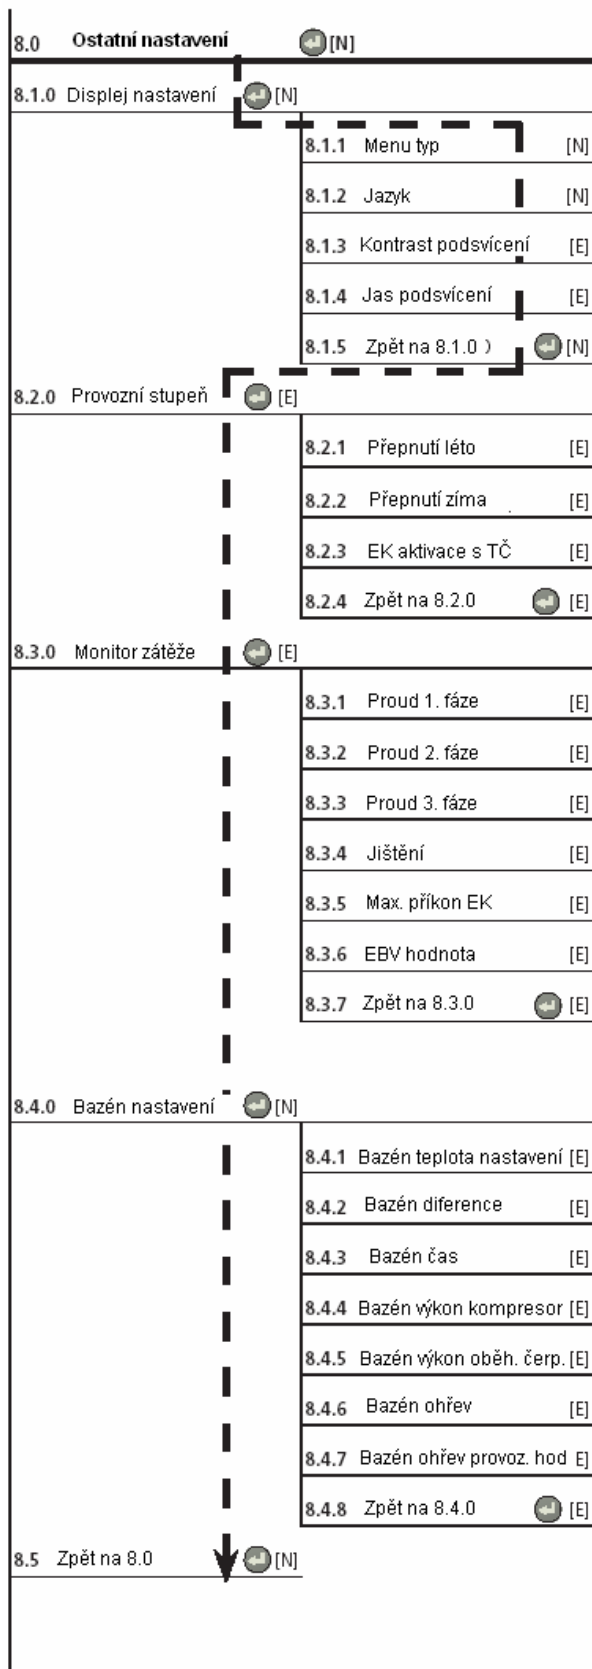 8.0 Ostatní nastavení [N]
8.1.0 Displej nastavení [N]
8.1.1 Menu typ [N]
8.1.2 Jazyk [N]
8.1.3 Kontrast podsvícení [E]
8.1.4 Jas podsvícení [E]
8.1.5 Zpět na 8.1.0 ) [N]
8.2.0 Provozní stupeň [E]
8.2.1 Přepnutí léto [E]
8.2.2 Přepnutí zíma [E]
8.2.3 EK aktivace s TČ [E]
8.2.4 Zpět na 8.2.0 [E]
8.3.0 Monitor zátěže [E]
8.3.1 Proud 1. fáze [E]
8.3.2 Proud 2. fáze [E]
8.3.3 Proud 3. fáze [E]
8.3.4 Jištění [E]
8.3.5 Max. příkon EK [E]
8.3.6 EBV hodnota [E]
8.3.7 Zpět na 8.3.0 [E]
8.4.0 Bazén nastavení [N]
8.4.1 Bazén teplota nastavení [E]
8.4.2 Bazén diference [E]
8.4.3 Bazén čas [E]
8.4.4 Bazén výkon kompresor [E]
8.4.5 Bazén výkon oběh. čerp. [E]
8.4.6 Bazén ohřev [E]
8.4.7 Bazén ohřev provoz. hod E]
8.4.8 Zpět na 8.4.0 [E]
8.5 Zpět na 8.0 [N]